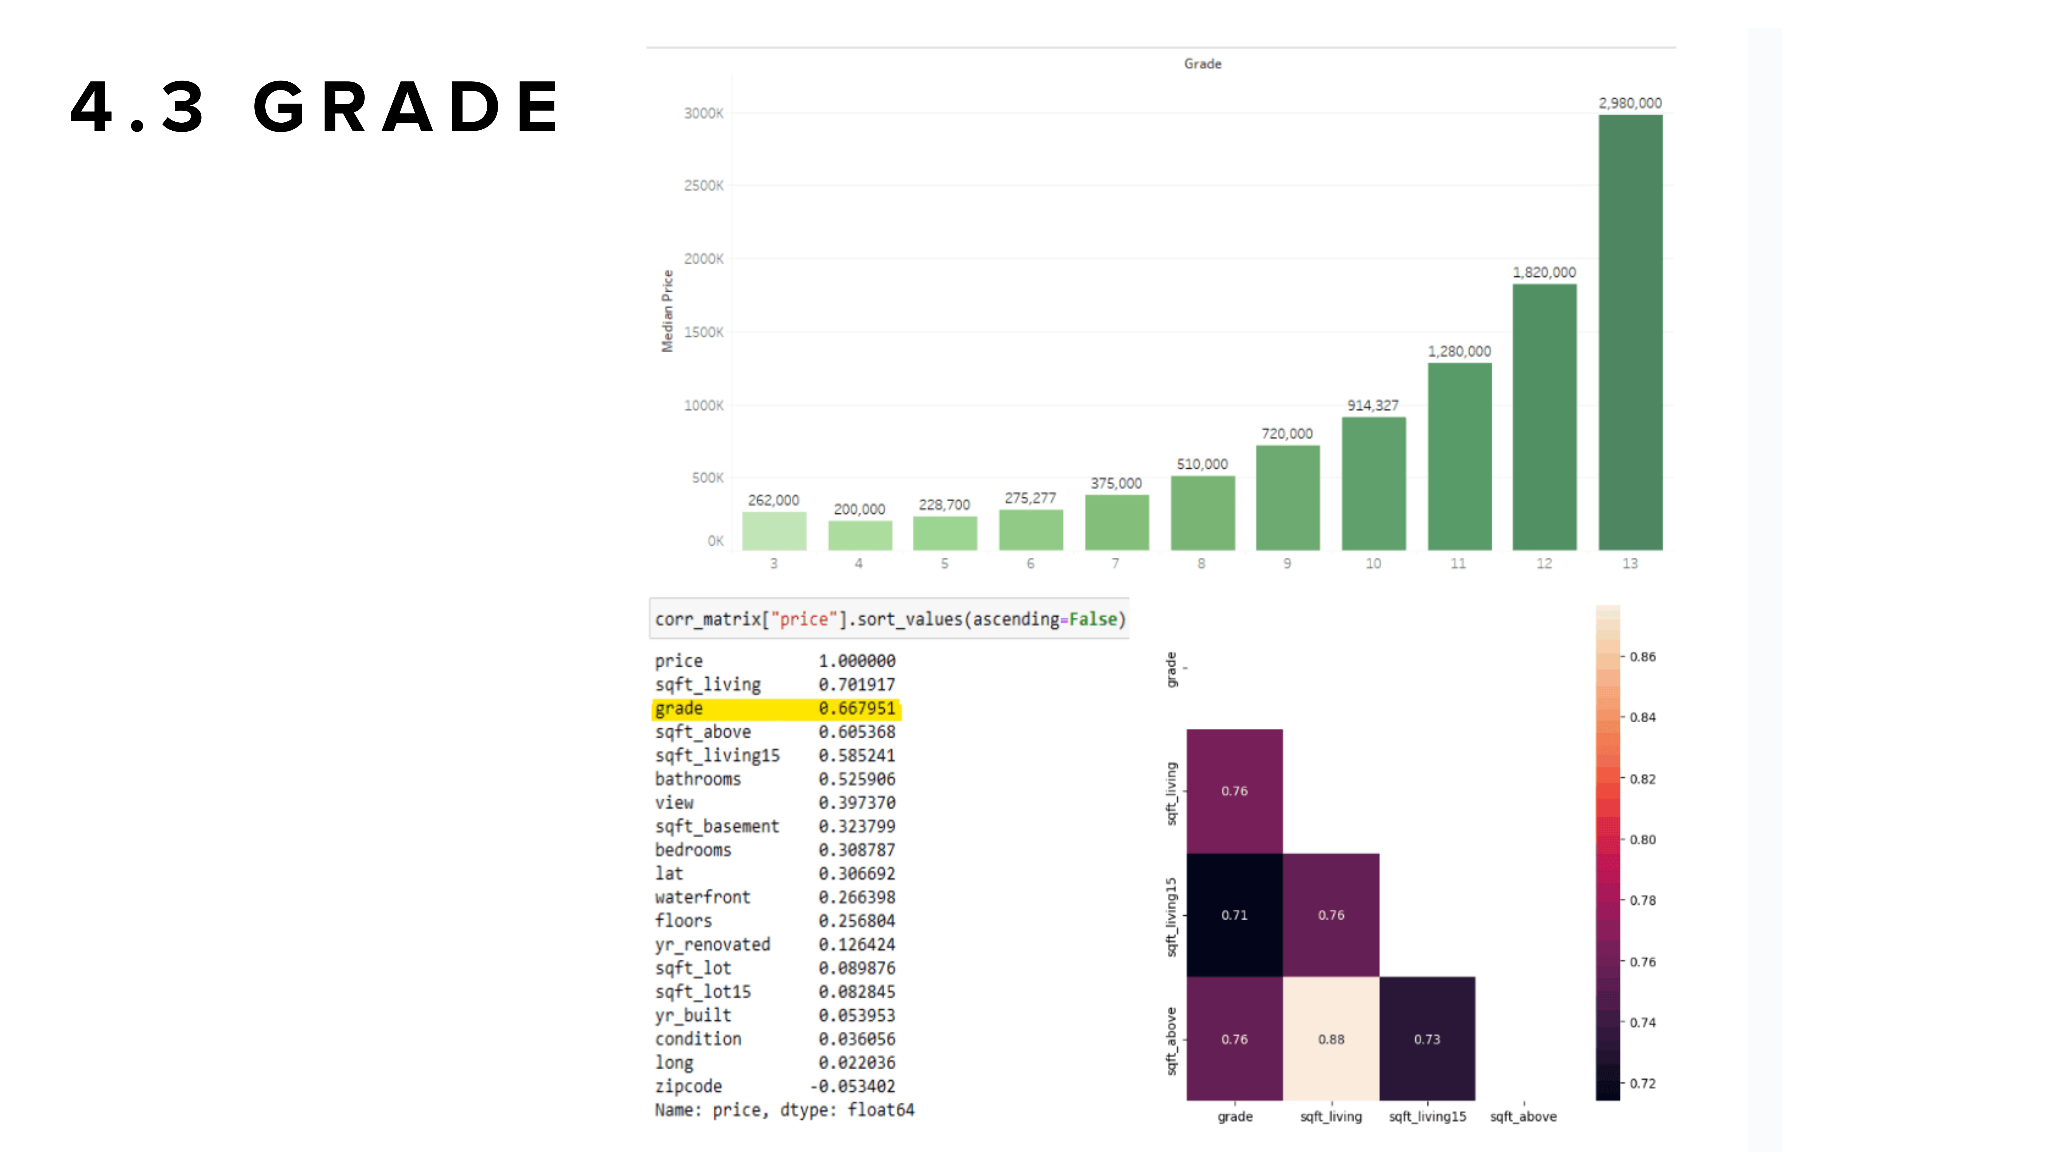 4.3 GRADE
Grade
3000K
2500K
2000K
1500K
1000K
500K
0K
Median Price
262,000
200,000
228,700
275,277
375,000
510,000
720,000
914,327
1,280,000
1,820,000
2,980,000
3 4 5 6 7 8 9 10 11 12 13
corr_matrix["price"].sort_values(ascending=False)
price 1.000000
sqft_living 0.701917
grade 0.667951
sqft_above 0.605368
sqft_living15 0.585241
bathrooms 0.525906
view 0.397370
sqft_basement 0.323799
bedrooms 0.308787
lat 0.306692
waterfront 0.266398
floors 0.256804
yr_renovated 0.126424
sqft_lot 0.089876
sqft_lot15 0.082845
yr_built 0.053953
condition 0.036056
long 0.022036
zipcode -0.053402
Name: price, dtype: float64
grade
sqft_living
sqft_living15
sqft_above
0.76
0.71 0.76
0.76 0.88 0.73
grade sqft_living sqft_living15 sqft_above
0.86
0.84
0.82
0.80
0.78
0.76
0.74
0.72